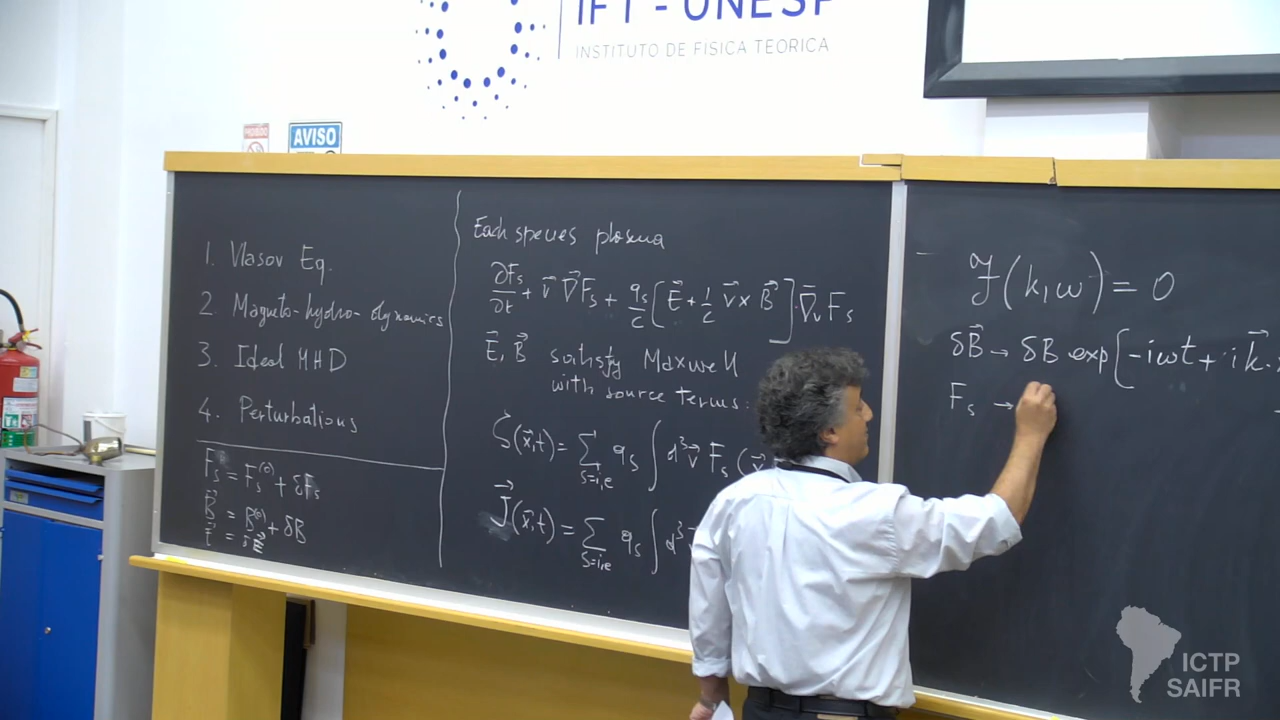 IFT - UNESP
INSTITUTO DE FISICA TEORICA
AVISO
1. Vlasov Eq.
2. Magneto-hydro-dynamics
3. Ideal MHD
4. Perturbations
F_s = F_s^(0) + δF_s
B⃗ = B^(0) + δB
E⃗ = δE⃗
Each species plasma
∂F_s/∂t + v⃗ ∇⃗F_s + q_s/c [E⃗ + 1/c v⃗ × B⃗] · ∇⃗_v F_s
E⃗, B⃗ satisfy Maxwell
with source terms:
ζ(x⃗,t) = Σ_{s=i,e} q_s ∫ d³v⃗ F_s (x⃗
J⃗(x⃗,t) = Σ_{s=i,e} q_s ∫ d³v⃗
F(k,ω) = 0
δB⃗ → δB exp[-iωt + ik⃗.
F_s →
ICTP
SAIFR